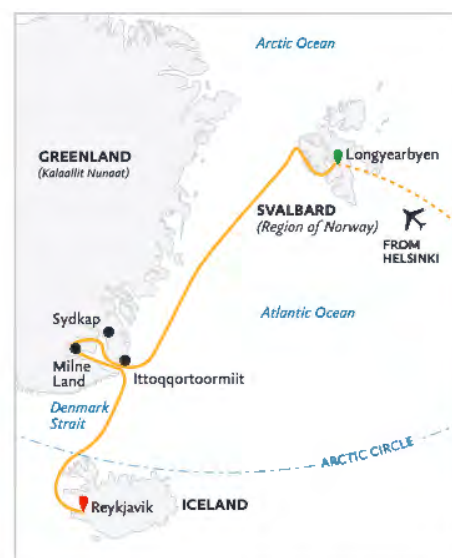 Arctic Ocean
Longyearbyen
GREENLAND
(Kalaallit Nunaat)
SVALBARD
(Region of Norway)
FROM
HELSINKI
Sydkap
Atlantic Ocean
Milne
Land
Ittoqqortoormiit
Denmark
Strait
ARCTIC CIRCLE
Reykjavik
ICELAND